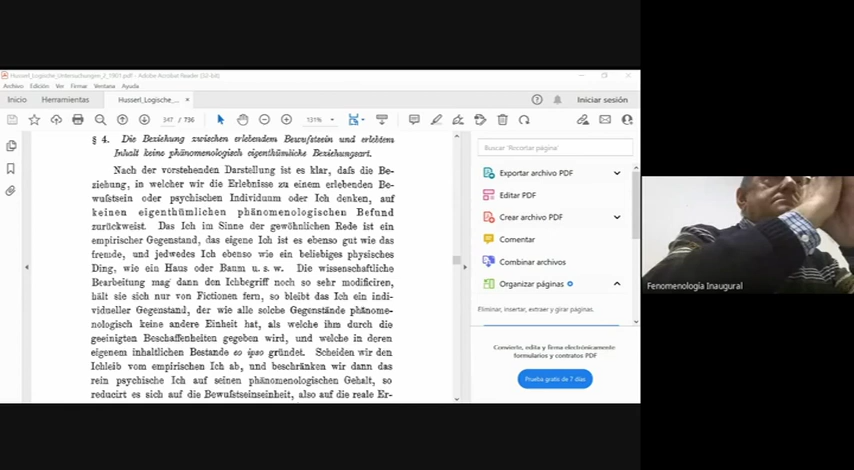 Husserl_Logische_Untersuchungen_2_1901.pdf - Adobe Acrobat Reader (32-bit)
Archivo Edición Ver Firmar Ventana Ayuda
Inicio Herramientas Husserl_Logische_... × Iniciar sesión
347 / 736 131%
§ 4. Die Beziehung zwischen erlebendem Bewufstsein und erlebtem
Inhalt keine phänomenologisch eigenthümliche Beziehungsart.
Nach der vorstehenden Darstellung ist es klar, dafs die Be-
ziehung, in welcher wir die Erlebnisse zu einem erlebenden Be-
wufstsein oder psychischen Individuum oder Ich denken, auf
keinen eigenthümlichen phänomenologischen Befund
zurückweist. Das Ich im Sinne der gewöhnlichen Rede ist ein
empirischer Gegenstand, das eigene Ich ist es ebenso gut wie das
fremde, und jedwedes Ich ebenso wie ein beliebiges physisches
Ding, wie ein Haus oder Baum u. s. w. Die wissenschaftliche
Bearbeitung mag dann den Ichbegriff noch so sehr modificiren,
hält sie sich nur von Fictionen fern, so bleibt das Ich ein indi-
vidueller Gegenstand, der wie alle solche Gegenstände phänome-
nologisch keine andere Einheit hat, als welche ihm durch die
geeinigten Beschaffenheiten gegeben wird, und welche in deren
eigenem inhaltlichen Bestande eo ipso gründet. Scheiden wir den
Ichleib vom empirischen Ich ab, und beschränken wir dann das
rein psychische Ich auf seinen phänomenologischen Gehalt, so
reducirt es sich auf die Bewufstseinseinheit, also auf die reale Er-
Buscar 'Recortar página'
Exportar archivo PDF
Editar PDF
Crear archivo PDF
Comentar
Combinar archivos
Organizar páginas
Eliminar, insertar, extraer y girar páginas.
Convierte, edita y firma electrónicamente
formularios y contratos PDF
Prueba gratis de 7 días
Fenomenología Inaugural